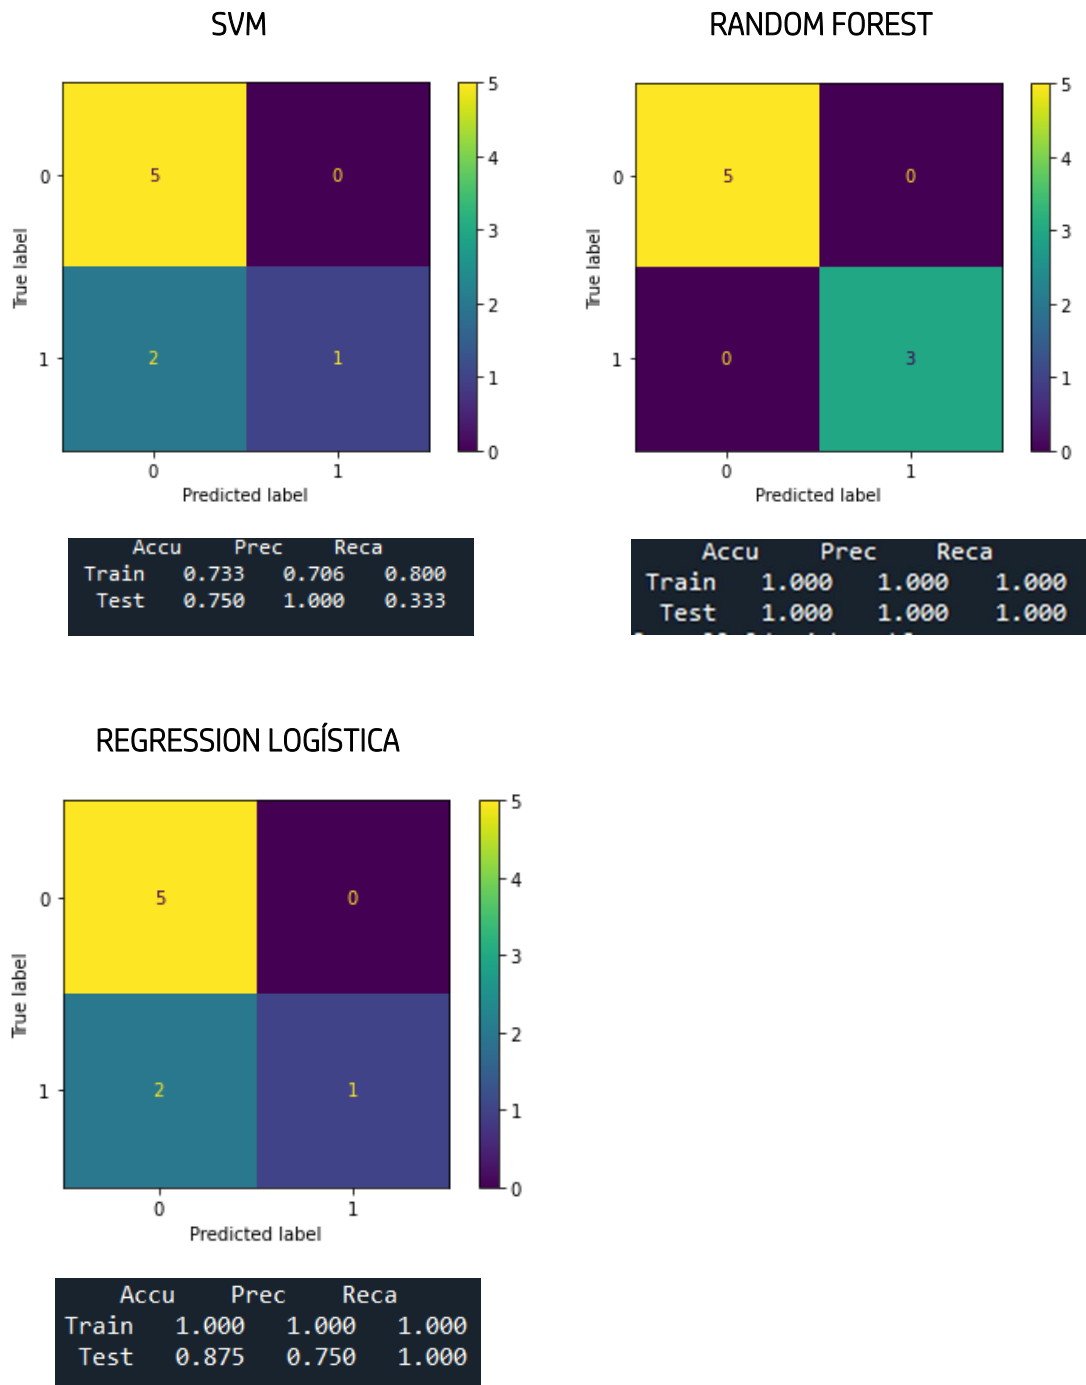 SVM
5
4
3
2
1
0
0
5
0
True label
1
2
1
0
1
Predicted label
Accu Prec Reca
Train 0.733 0.706 0.800
Test 0.750 1.000 0.333
RANDOM FOREST
5
4
3
2
1
0
0
5
0
True label
1
0
3
0
1
Predicted label
Accu Prec Reca
Train 1.000 1.000 1.000
Test 1.000 1.000 1.000
REGRESSION LOGÍSTICA
5
4
3
2
1
0
0
5
0
True label
1
2
1
0
1
Predicted label
Accu Prec Reca
Train 1.000 1.000 1.000
Test 0.875 0.750 1.000